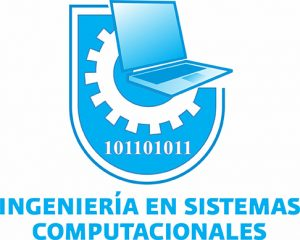 101101011
INGENIERÍA EN SISTEMAS
COMPUTACIONALES